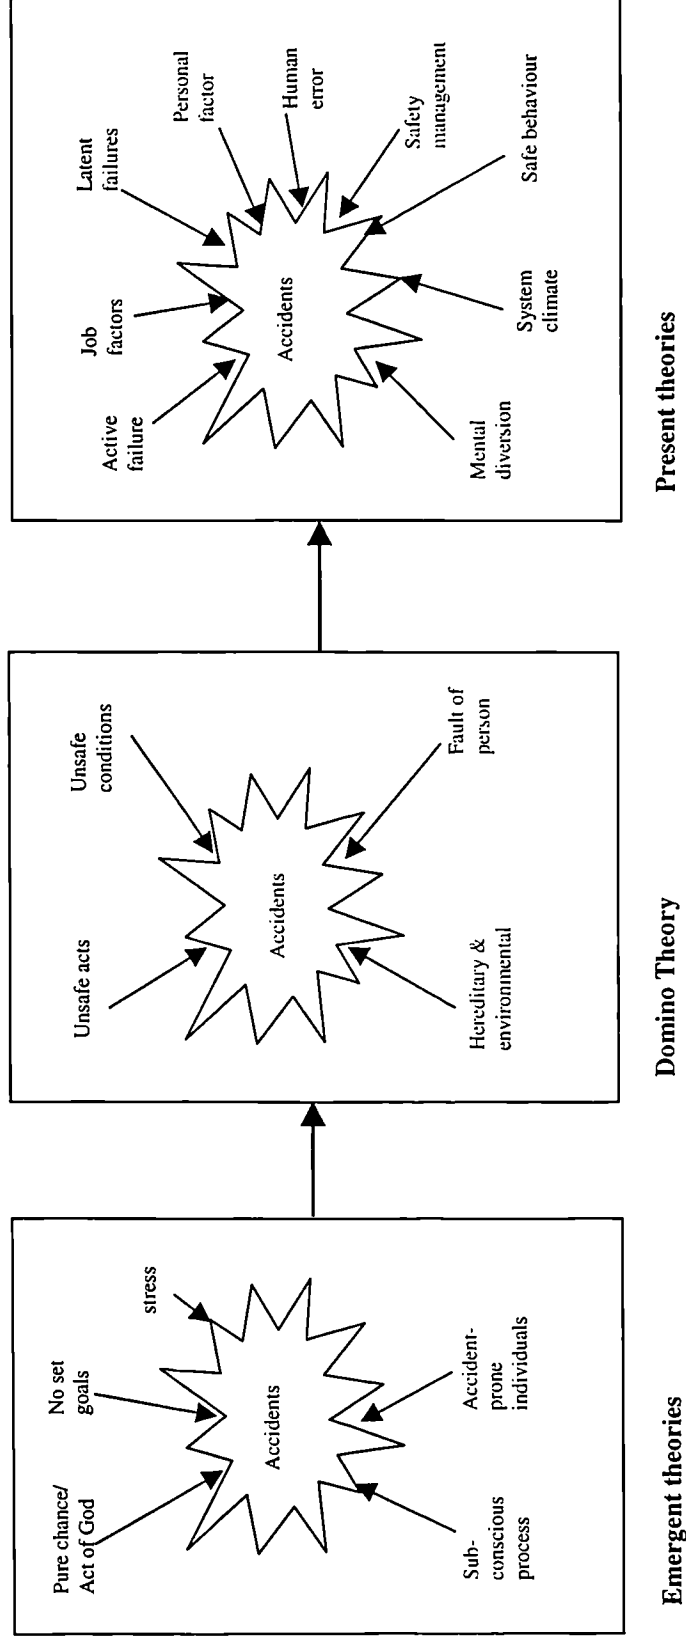 Pure chance/
Act of God
No set
goals
stress
Accidents
Sub-
conscious
process
Accident-
prone
individuals
Emergent theories
Unsafe acts
Unsafe
conditions
Accidents
Hereditary &
environmental
Fault of
person
Domino Theory
Active
failure
Job
factors
Latent
failures
Personal
factor
Human
error
Accidents
Safety
management
Safe behaviour
System
climate
Mental
diversion
Present theories